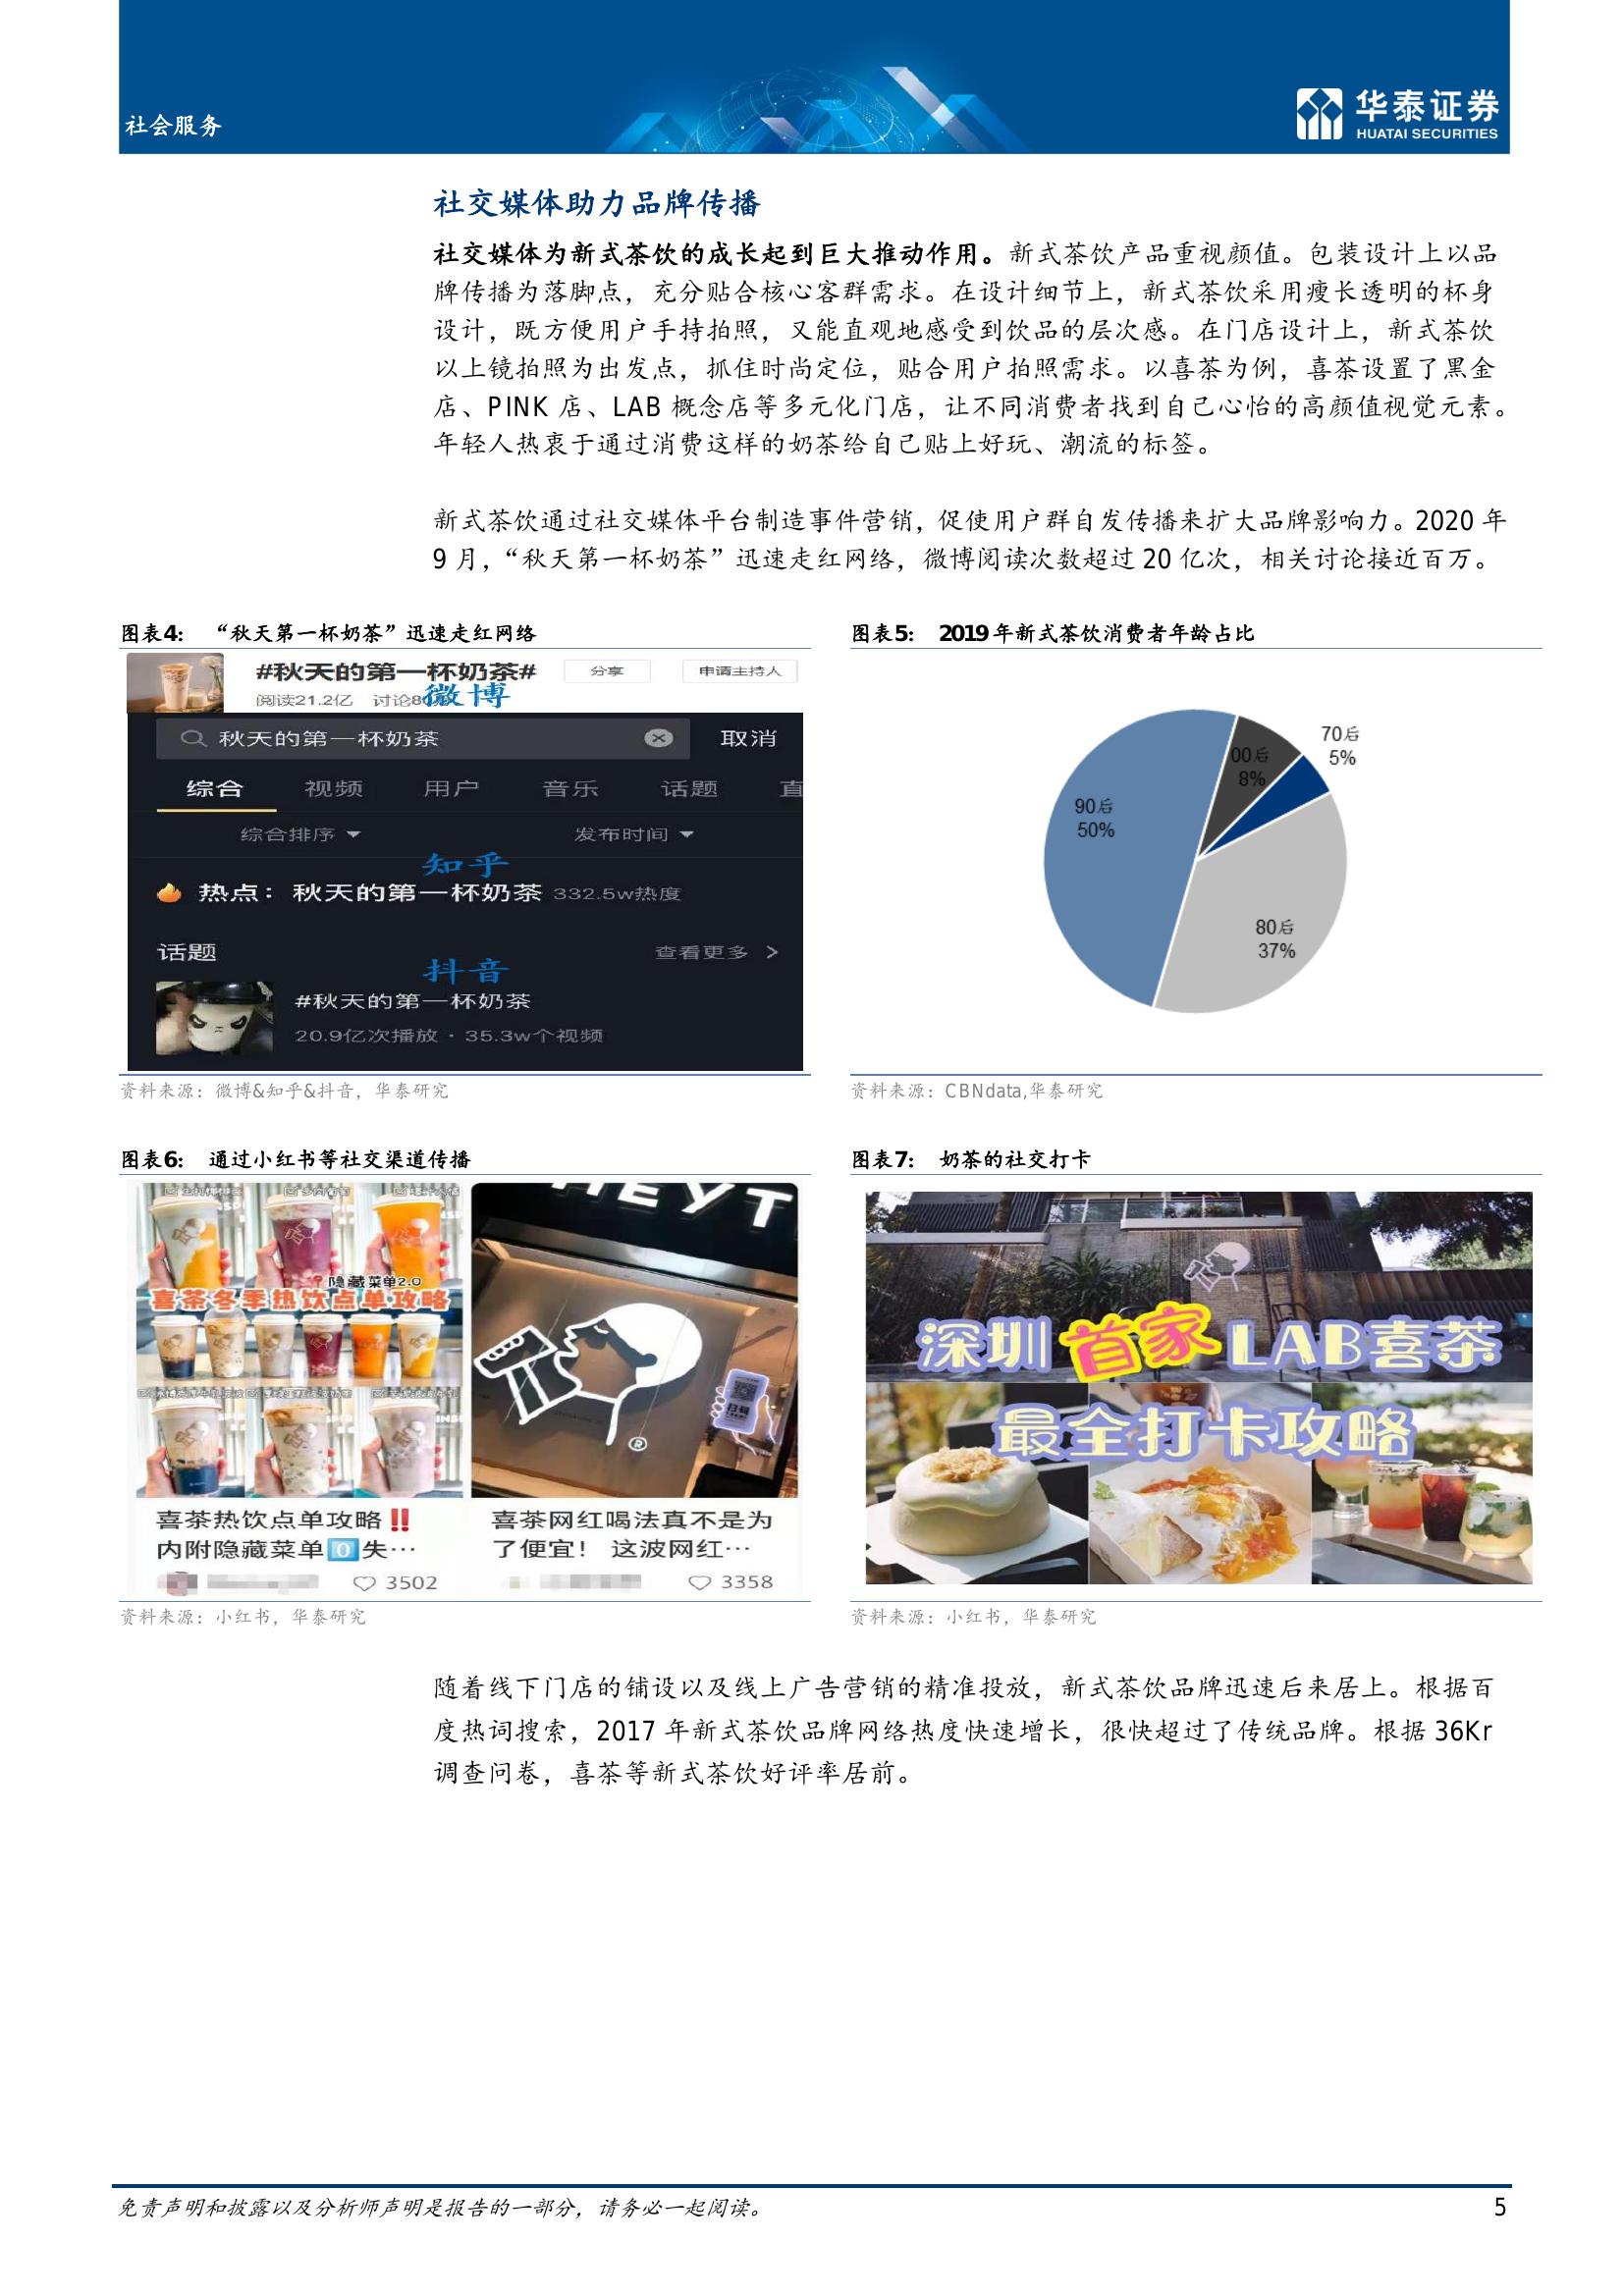 社会服务
华泰证券
HUATAI SECURITIES
社交媒体助力品牌传播
社交媒体为新式茶饮的成长起到巨大推动作用。新式茶饮产品重视颜值。包装设计上以品
牌传播为落脚点，充分贴合核心客群需求。在设计细节上，新式茶饮采用瘦长透明的杯身
设计，既方便用户手持拍照，又能直观地感受到饮品的层次感。在门店设计上，新式茶饮
以上镜拍照为出发点，抓住时尚定位，贴合用户拍照需求。以喜茶为例，喜茶设置了黑金
店、PINK 店、LAB 概念店等多元化门店，让不同消费者找到自己心怡的高颜值视觉元素。
年轻人热衷于通过消费这样的奶茶给自己贴上好玩、潮流的标签。
新式茶饮通过社交媒体平台制造事件营销，促使用户群自发传播来扩大品牌影响力。2020 年
9 月，“秋天第一杯奶茶”迅速走红网络，微博阅读次数超过 20 亿次，相关讨论接近百万。
图表4： “秋天第一杯奶茶”迅速走红网络
#秋天的第一杯奶茶#
分享
申请主持人
阅读21.2亿 讨论8
微博
秋天的第一杯奶茶
取消
综合 视频 用户 音乐 话题 直
综合排序 发布时间
知乎
热点：秋天的第一杯奶茶 332.5w热度
话题
查看更多 >
抖音
#秋天的第一杯奶茶
20.9亿次播放 · 35.3w个视频
资料来源：微博&知乎&抖音，华泰研究
图表5： 2019 年新式茶饮消费者年龄占比
70后
5%
00后
8%
90后
50%
80后
37%
资料来源：CBNdata,华泰研究
图表6： 通过小红书等社交渠道传播
隐藏菜单2.0
喜茶冬季热饮点单攻略
HEYT
扫码
®
喜茶热饮点单攻略‼️
内附隐藏菜单0️⃣失…
3502
喜茶网红喝法真不是为
了便宜！ 这波网红…
3358
资料来源：小红书，华泰研究
图表7： 奶茶的社交打卡
深圳首家LAB喜茶
最全打卡攻略
资料来源：小红书，华泰研究
随着线下门店的铺设以及线上广告营销的精准投放，新式茶饮品牌迅速后来居上。根据百
度热词搜索，2017 年新式茶饮品牌网络热度快速增长，很快超过了传统品牌。根据 36Kr
调查问卷，喜茶等新式茶饮好评率居前。
免责声明和披露以及分析师声明是报告的一部分，请务必一起阅读。
5